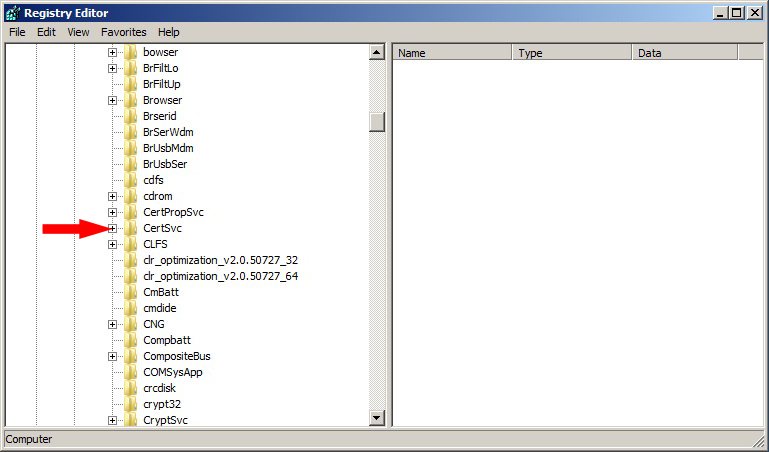 Registry Editor
File Edit View Favorites Help
bowser
BrFiltLo
BrFiltUp
Browser
Brserid
BrSerWdm
BrUsbMdm
BrUsbSer
cdfs
cdrom
CertPropSvc
CertSvc
CLFS
clr_optimization_v2.0.50727_32
clr_optimization_v2.0.50727_64
CmBatt
cmdide
CNG
Compbatt
CompositeBus
COMSysApp
crcdisk
crypt32
CryptSvc
Name Type Data
Computer